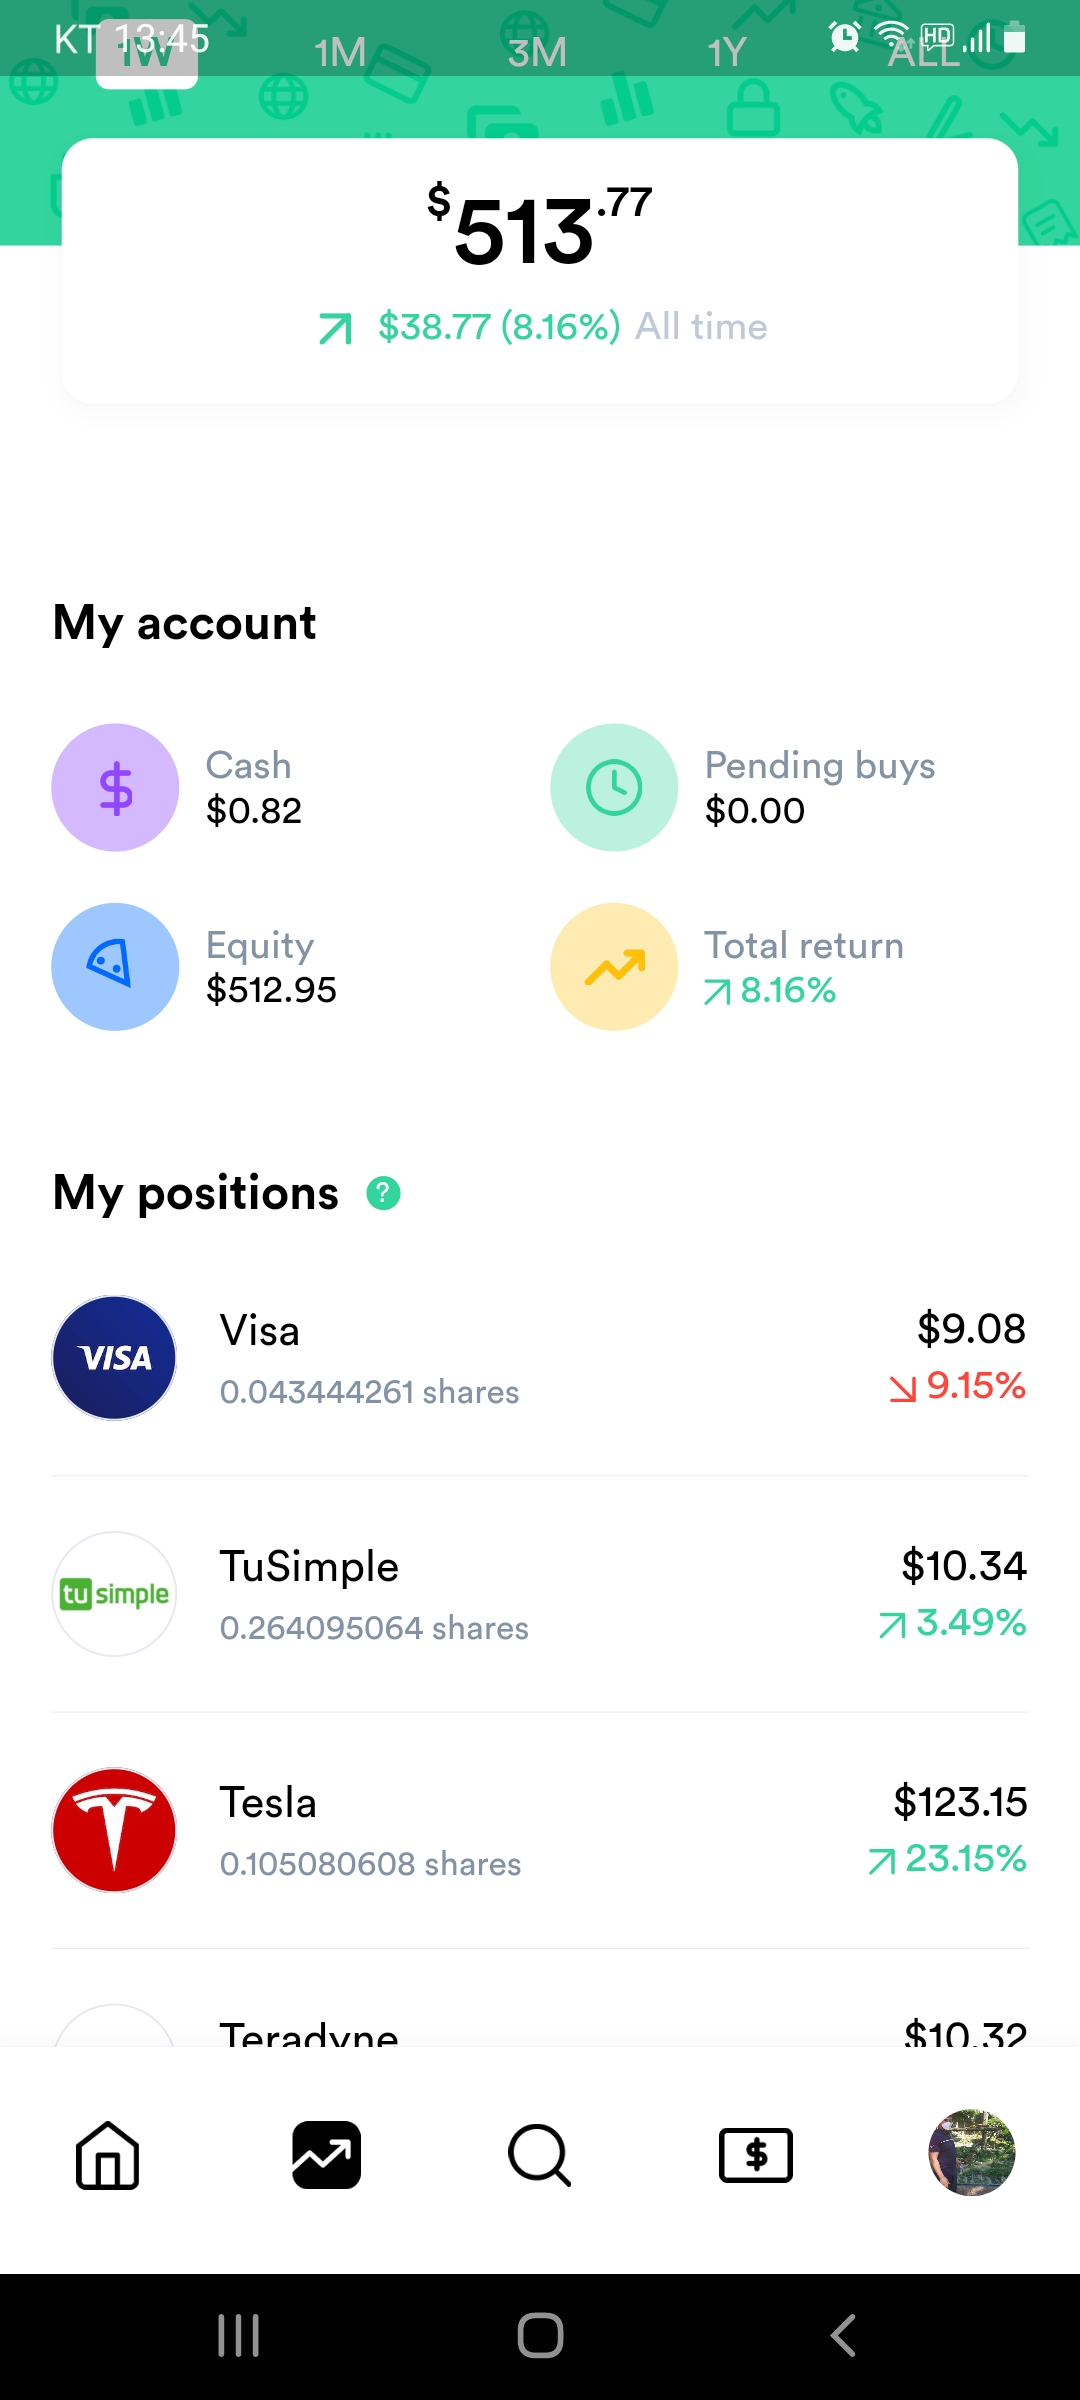 KT 13:45
1W 1M 3M 1Y ALL
$513.77
$38.77 (8.16%) All time
My account
Cash
$0.82
Pending buys
$0.00
Equity
$512.95
Total return
8.16%
My positions ?
VISA
Visa
$9.08
0.043444261 shares
9.15%
tu simple
TuSimple
$10.34
0.264095064 shares
3.49%
Tesla
$123.15
0.105080608 shares
23.15%
Teradyne
$10.32